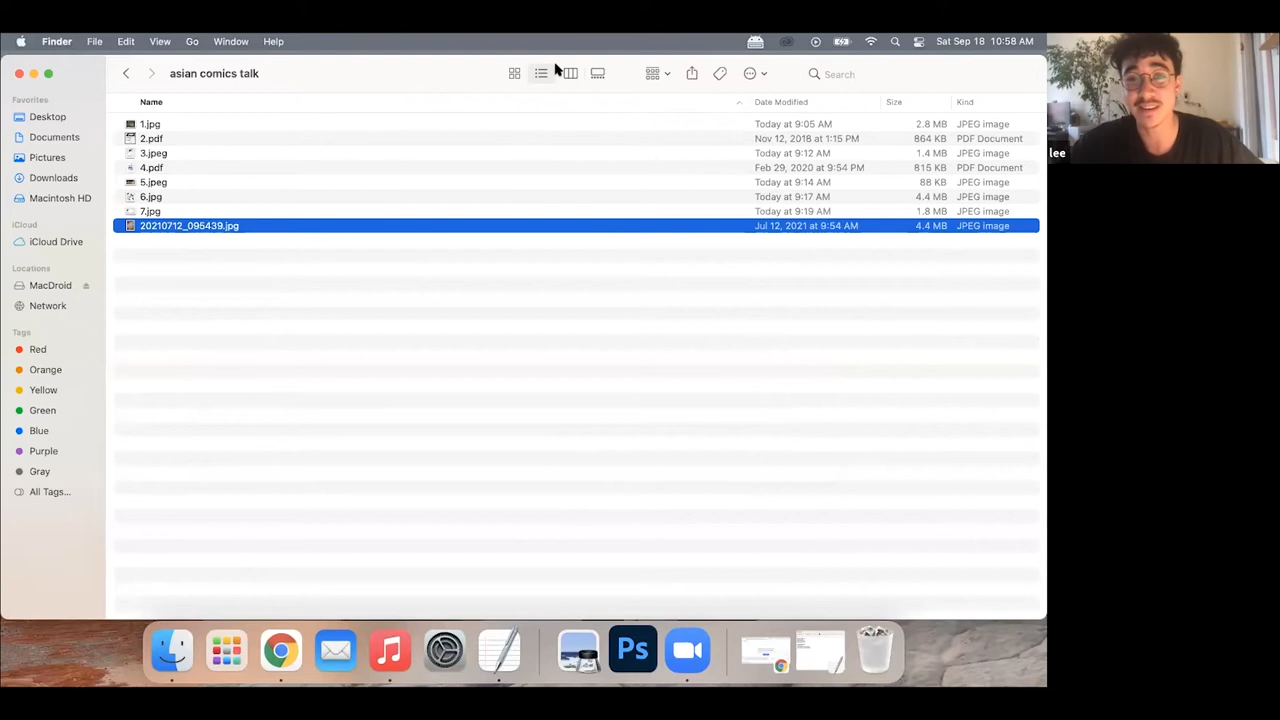 Finder File Edit View Go Window Help Sat Sep 18 10:58 AM
asian comics talk Search
Favorites
Desktop
Documents
Pictures
Downloads
Macintosh HD
iCloud
iCloud Drive
Locations
MacDroid
Network
Tags
Red
Orange
Yellow
Green
Blue
Purple
Gray
All Tags...
Name Date Modified Size Kind
1.jpg Today at 9:05 AM 2.8 MB JPEG image
2.pdf Nov 12, 2018 at 1:15 PM 864 KB PDF Document
3.jpeg Today at 9:12 AM 1.4 MB JPEG image
4.pdf Feb 29, 2020 at 9:54 PM 815 KB PDF Document
5.jpeg Today at 9:14 AM 88 KB JPEG image
6.jpg Today at 9:17 AM 4.4 MB JPEG image
7.jpg Today at 9:19 AM 1.8 MB JPEG image
20210712_095439.jpg Jul 12, 2021 at 9:54 AM 4.4 MB JPEG image
Ps
lee